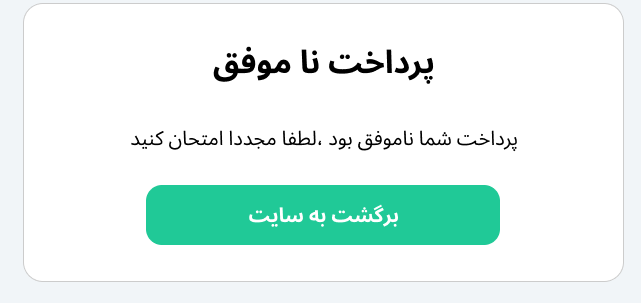 پرداخت نا موفق
پرداخت شما ناموفق بود ،لطفا مجددا امتحان کنید
برگشت به سایت